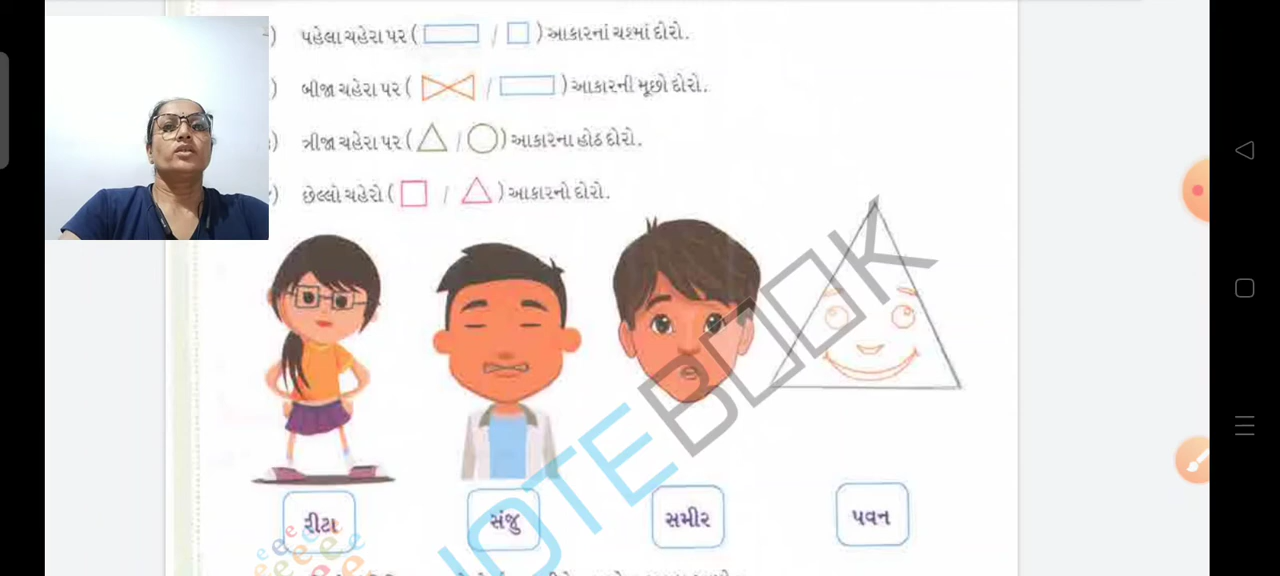 પહેલા ચહેરા પર ( / ) આકારનાં ચશ્માં દોરો.
બીજા ચહેરા પર ( / ) આકારની મૂછો દોરો.
ત્રીજા ચહેરા પર ( / ) આકારના હોઠ દોરો.
છેલ્લો ચહેરો ( / ) આકારનો દોરો.
રીટા
સંજુ
સમીર
પવન